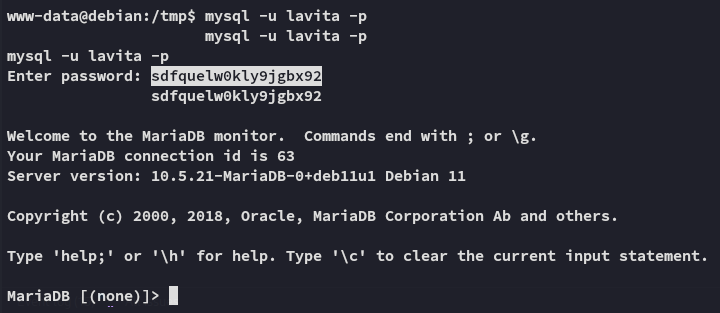 www-data@debian:/tmp$ mysql -u lavita -p
mysql -u lavita -p
mysql -u lavita -p
Enter password: sdfquelw0kly9jgbx92
sdfquelw0kly9jgbx92
Welcome to the MariaDB monitor.  Commands end with ; or \g.
Your MariaDB connection id is 63
Server version: 10.5.21-MariaDB-0+deb11u1 Debian 11
Copyright (c) 2000, 2018, Oracle, MariaDB Corporation Ab and others.
Type 'help;' or '\h' for help. Type '\c' to clear the current input statement.
MariaDB [(none)]>